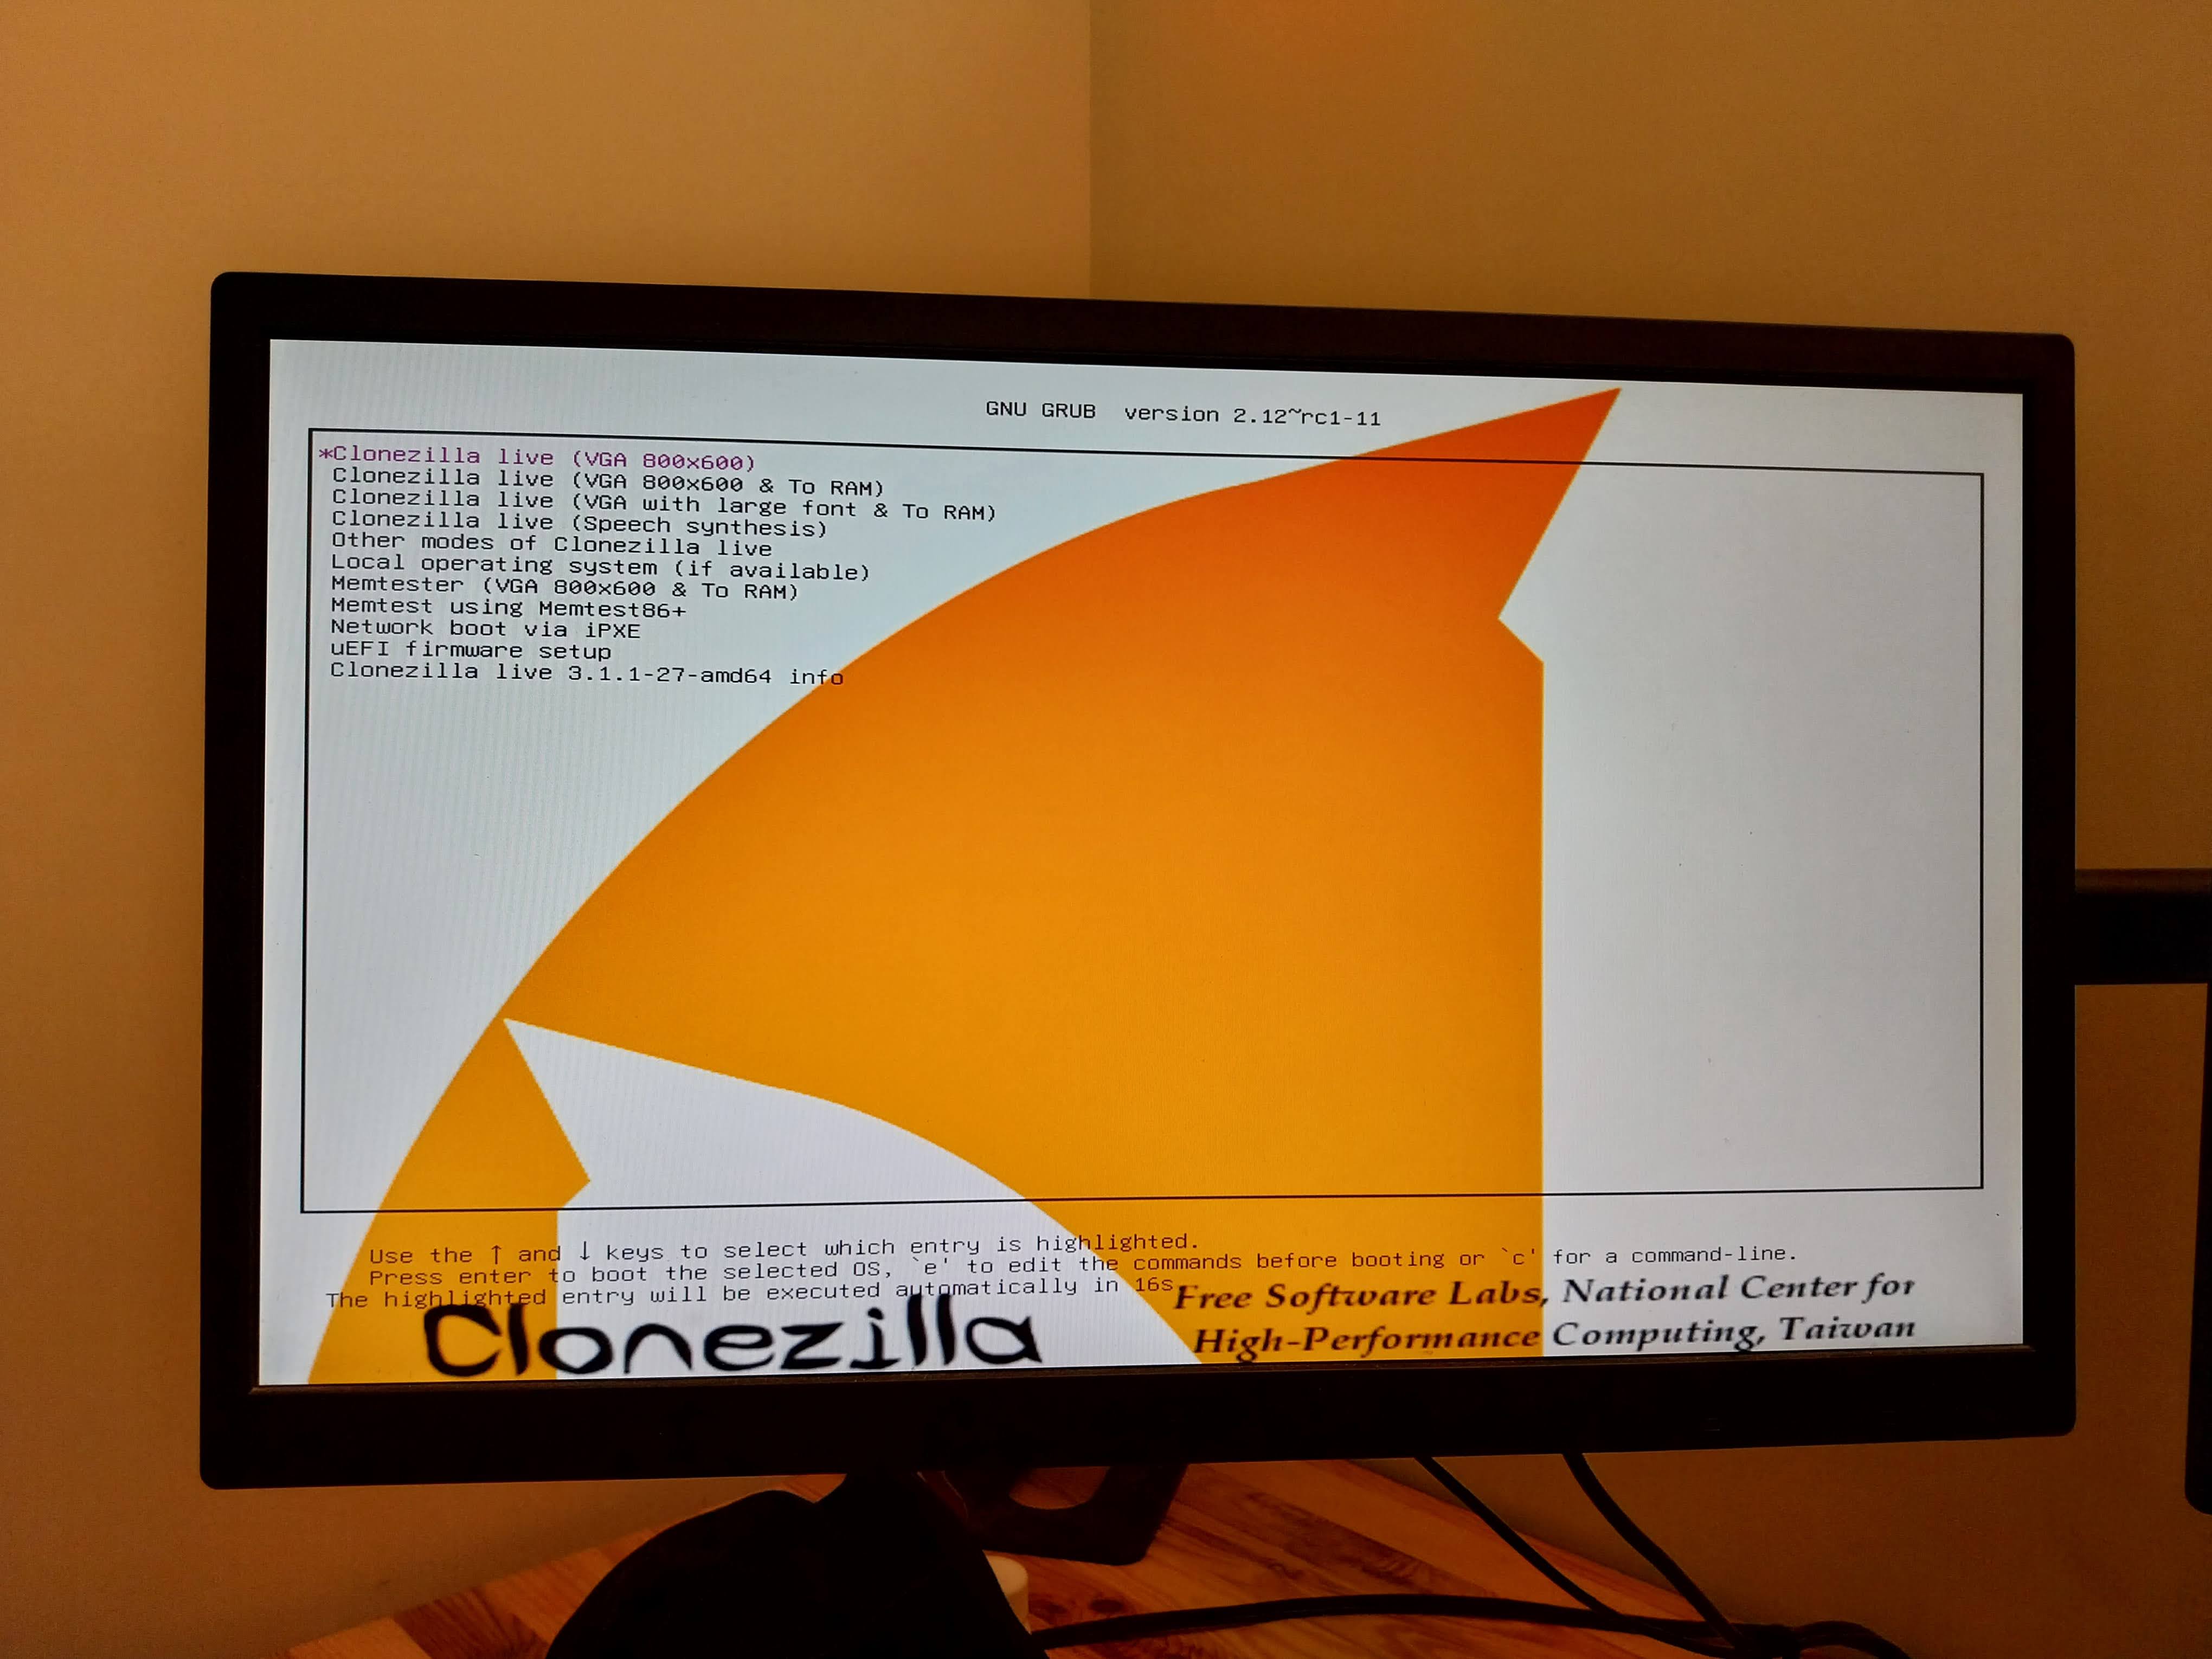 GNU GRUB  version 2.12~rc1-11
*Clonezilla live (VGA 800x600)
Clonezilla live (VGA 800x600 & To RAM)
Clonezilla live (VGA with large font & To RAM)
Clonezilla live (Speech synthesis)
Other modes of Clonezilla live
Local operating system (if available)
Memtester (VGA 800x600 & To RAM)
Memtest using Memtest86+
Network boot via iPXE
uEFI firmware setup
Clonezilla live 3.1.1-27-amd64 info
Use the ↑ and ↓ keys to select which entry is highlighted.
Press enter to boot the selected OS, `e' to edit the commands before booting or `c' for a command-line.
The highlighted entry will be executed automatically in 16s.
Clonezilla
Free Software Labs, National Center for
High-Performance Computing, Taiwan